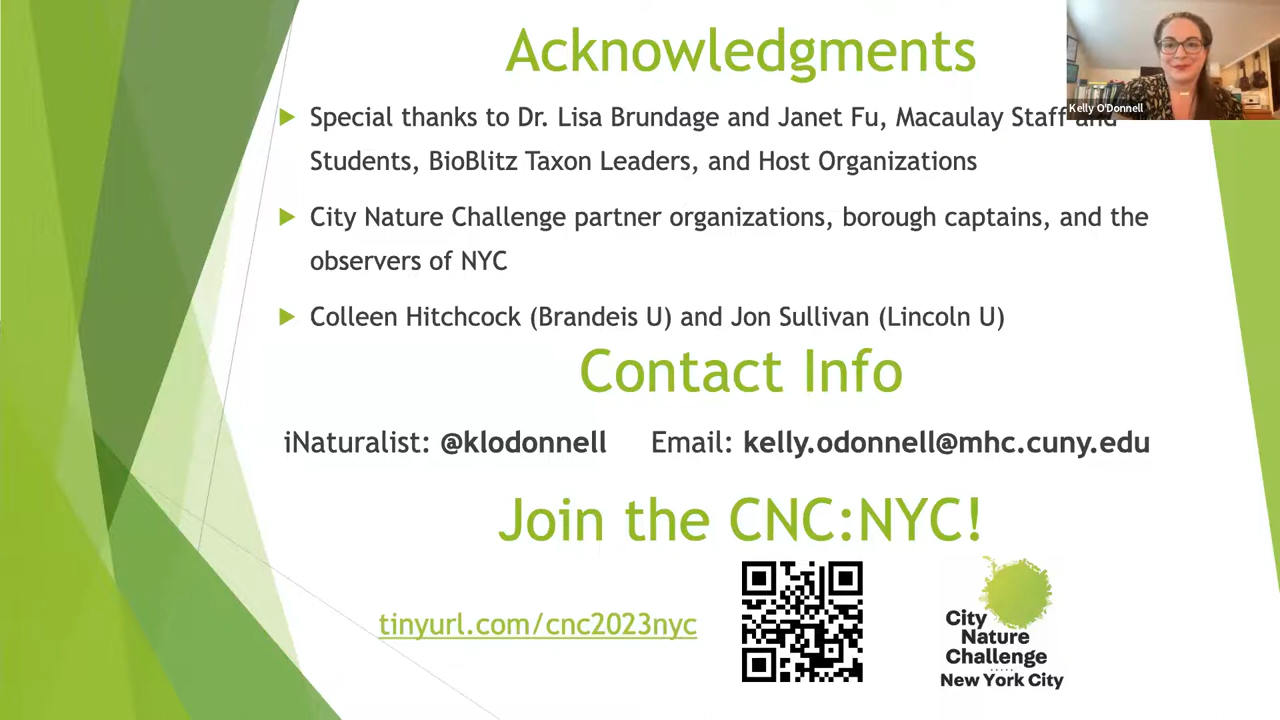 Acknowledgments
Kelly O'Donnell
Special thanks to Dr. Lisa Brundage and Janet Fu, Macaulay Staff and
Students, BioBlitz Taxon Leaders, and Host Organizations
City Nature Challenge partner organizations, borough captains, and the
observers of NYC
Colleen Hitchcock (Brandeis U) and Jon Sullivan (Lincoln U)
Contact Info
iNaturalist: @klodonnell Email: kelly.odonnell@mhc.cuny.edu
Join the CNC:NYC!
tinyurl.com/cnc2023nyc
City
Nature
Challenge
New York City